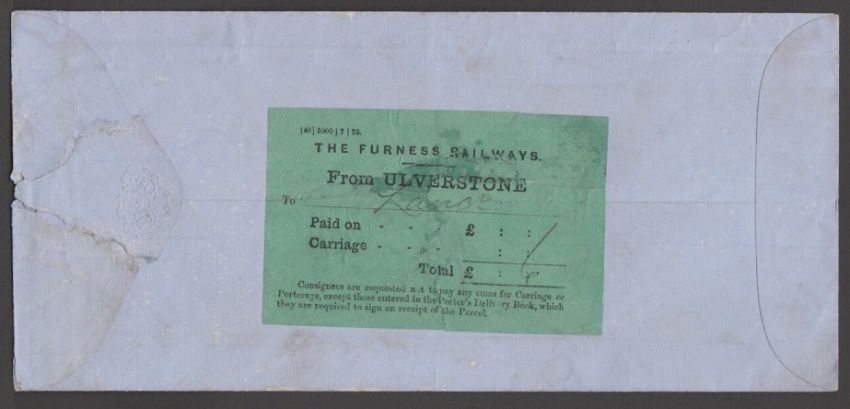 [40] 2000 | 7 | 70.
THE FURNESS RAILWAYS.
From ULVERSTONE
To
Paid on - - £ : :
Carriage - - - : :
Total £ : 6
Consignees are requested not to pay any sums for Carriage or
Porterage, except those entered in the Porter's Delivery Book, which
they are required to sign on receipt of the Parcel.